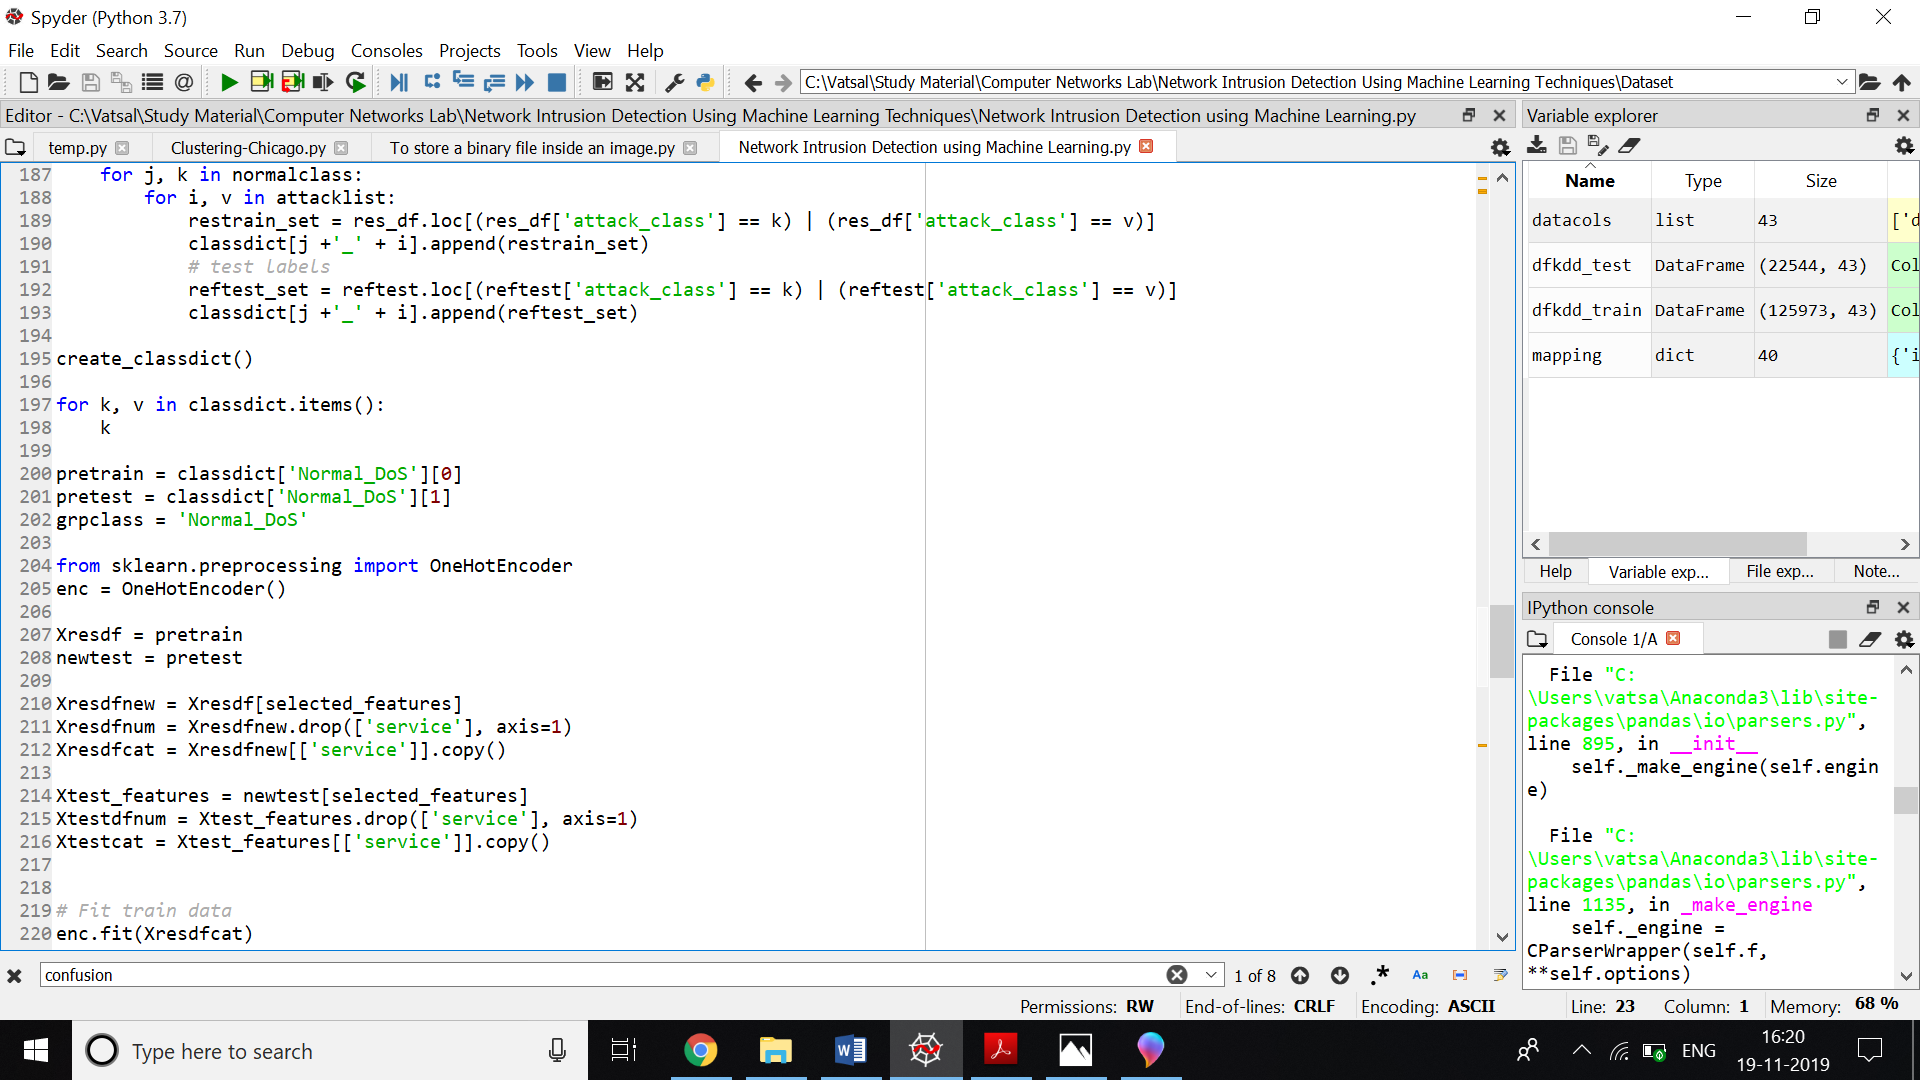 Spyder (Python 3.7)
File Edit Search Source Run Debug Consoles Projects Tools View Help
C:\Vatsal\Study Material\Computer Networks Lab\Network Intrusion Detection Using Machine Learning Techniques\Dataset
Editor - C:\Vatsal\Study Material\Computer Networks Lab\Network Intrusion Detection Using Machine Learning Techniques\Network Intrusion Detection using Machine Learning.py
temp.py Clustering-Chicago.py To store a binary file inside an image.py Network Intrusion Detection using Machine Learning.py
187     for j, k in normalclass:
188         for i, v in attacklist:
189             restrain_set = res_df.loc[(res_df['attack_class'] == k) | (res_df['attack_class'] == v)]
190             classdict[j +'_' + i].append(restrain_set)
191             # test labels
192             reftest_set = reftest.loc[(reftest['attack_class'] == k) | (reftest['attack_class'] == v)]
193             classdict[j +'_' + i].append(reftest_set)
194
195 create_classdict()
196
197 for k, v in classdict.items():
198     k
199
200 pretrain = classdict['Normal_DoS'][0]
201 pretest = classdict['Normal_DoS'][1]
202 grpclass = 'Normal_DoS'
203
204 from sklearn.preprocessing import OneHotEncoder
205 enc = OneHotEncoder()
206
207 Xresdf = pretrain
208 newtest = pretest
209
210 Xresdfnew = Xresdf[selected_features]
211 Xresdfnum = Xresdfnew.drop(['service'], axis=1)
212 Xresdfcat = Xresdfnew[['service']].copy()
213
214 Xtest_features = newtest[selected_features]
215 Xtestdfnum = Xtest_features.drop(['service'], axis=1)
216 Xtestcat = Xtest_features[['service']].copy()
217
218
219 # Fit train data
220 enc.fit(Xresdfcat)
confusion
1 of 8
.* Aa
Variable explorer
Name Type Size
datacols list 43 ['d
dfkdd_test DataFrame (22544, 43) Col
dfkdd_train DataFrame (125973, 43) Col
mapping dict 40 {'i
Help Variable exp... File exp... Note...
IPython console
Console 1/A
File "C:
\Users\vatsa\Anaconda3\lib\site-
packages\pandas\io\parsers.py",
line 895, in __init__
self._make_engine(self.engin
e)
File "C:
\Users\vatsa\Anaconda3\lib\site-
packages\pandas\io\parsers.py",
line 1135, in _make_engine
self._engine =
CParserWrapper(self.f,
**self.options)
Permissions: RW End-of-lines: CRLF Encoding: ASCII Line: 23 Column: 1 Memory: 68 %
Type here to search
ENG
16:20
19-11-2019